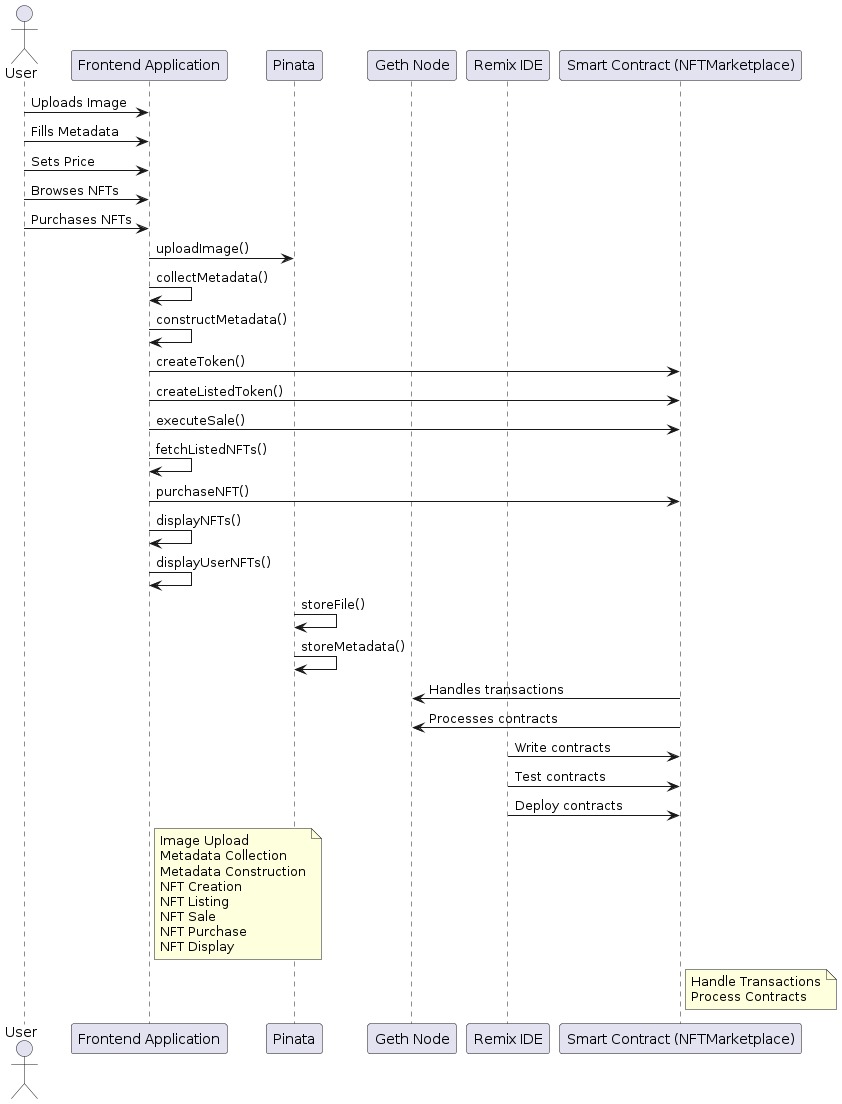 User
Frontend Application
Pinata
Geth Node
Remix IDE
Smart Contract (NFTMarketplace)
Uploads Image
Fills Metadata
Sets Price
Browses NFTs
Purchases NFTs
uploadImage()
collectMetadata()
constructMetadata()
createToken()
createListedToken()
executeSale()
fetchListedNFTs()
purchaseNFT()
displayNFTs()
displayUserNFTs()
storeFile()
storeMetadata()
Handles transactions
Processes contracts
Write contracts
Test contracts
Deploy contracts
Image Upload
Metadata Collection
Metadata Construction
NFT Creation
NFT Listing
NFT Sale
NFT Purchase
NFT Display
Handle Transactions
Process Contracts
User
Frontend Application
Pinata
Geth Node
Remix IDE
Smart Contract (NFTMarketplace)